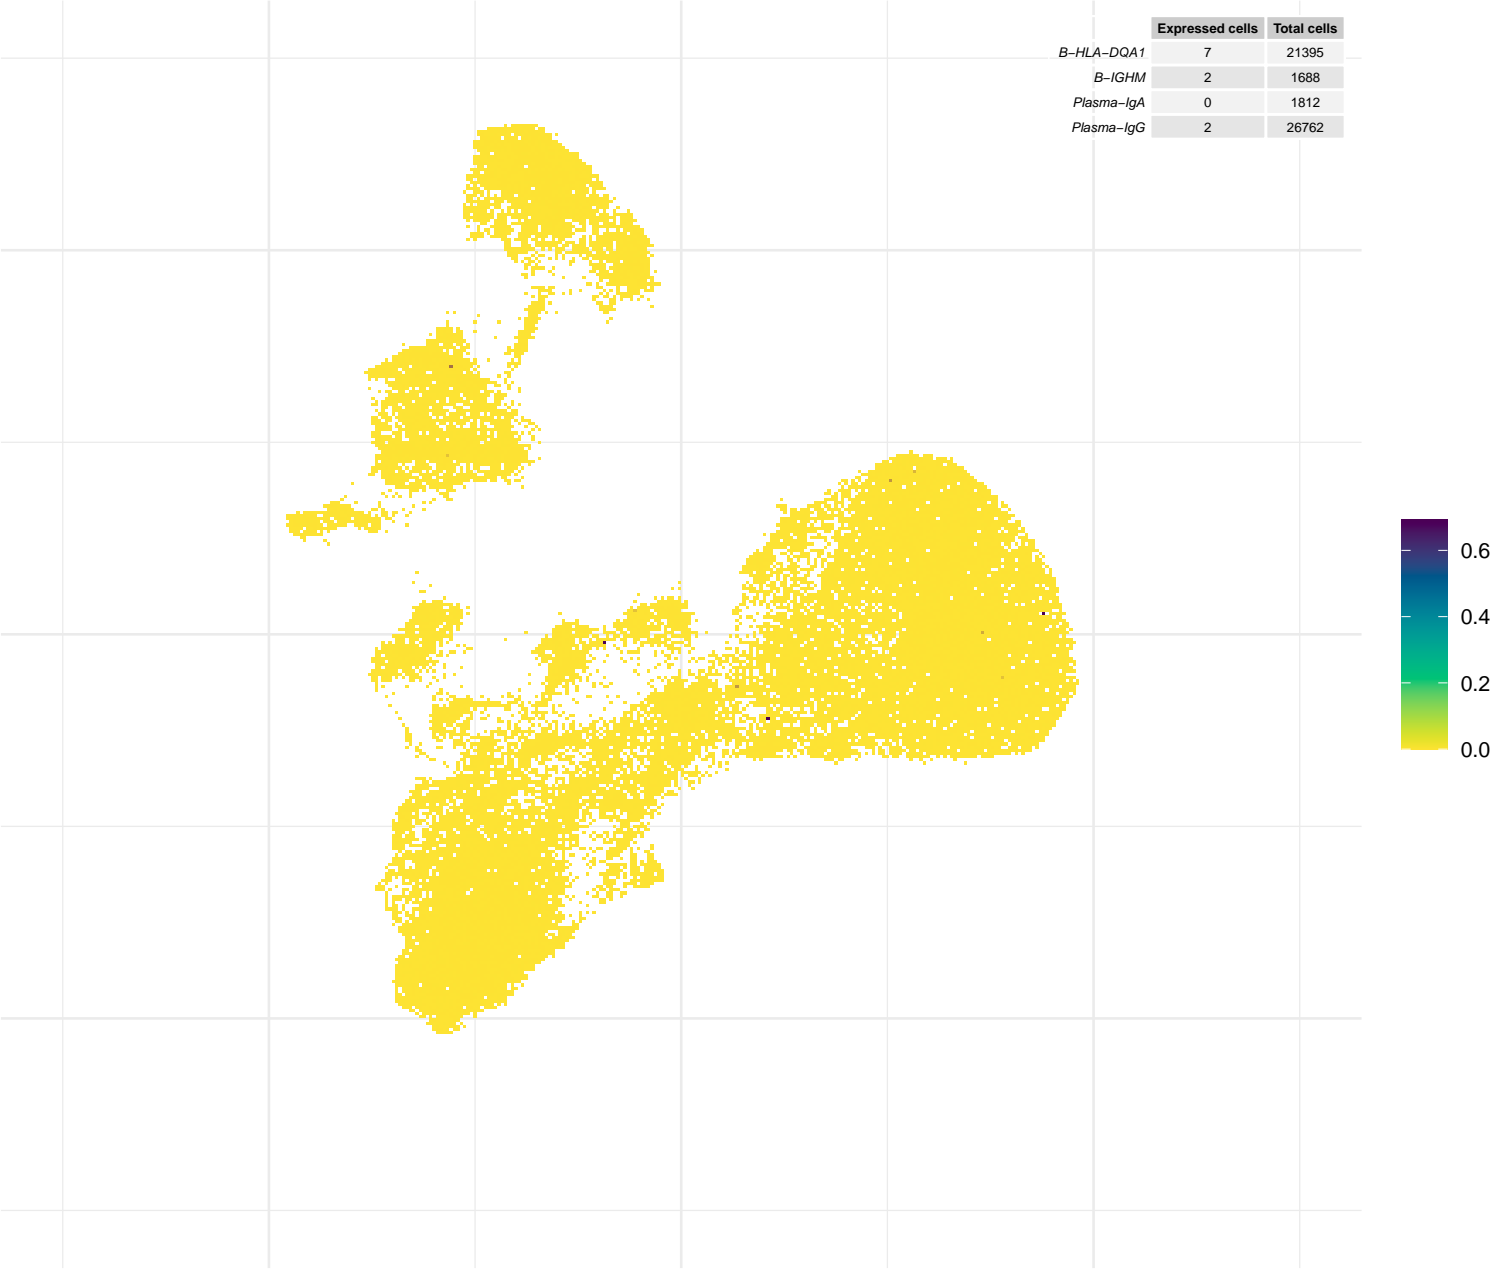 Expressed cells Total cells
B−HLA−DQA1 7 21395
B−IGHM 2 1688
Plasma−IgA 0 1812
Plasma−IgG 2 26762
0.6
0.4
0.2
0.0